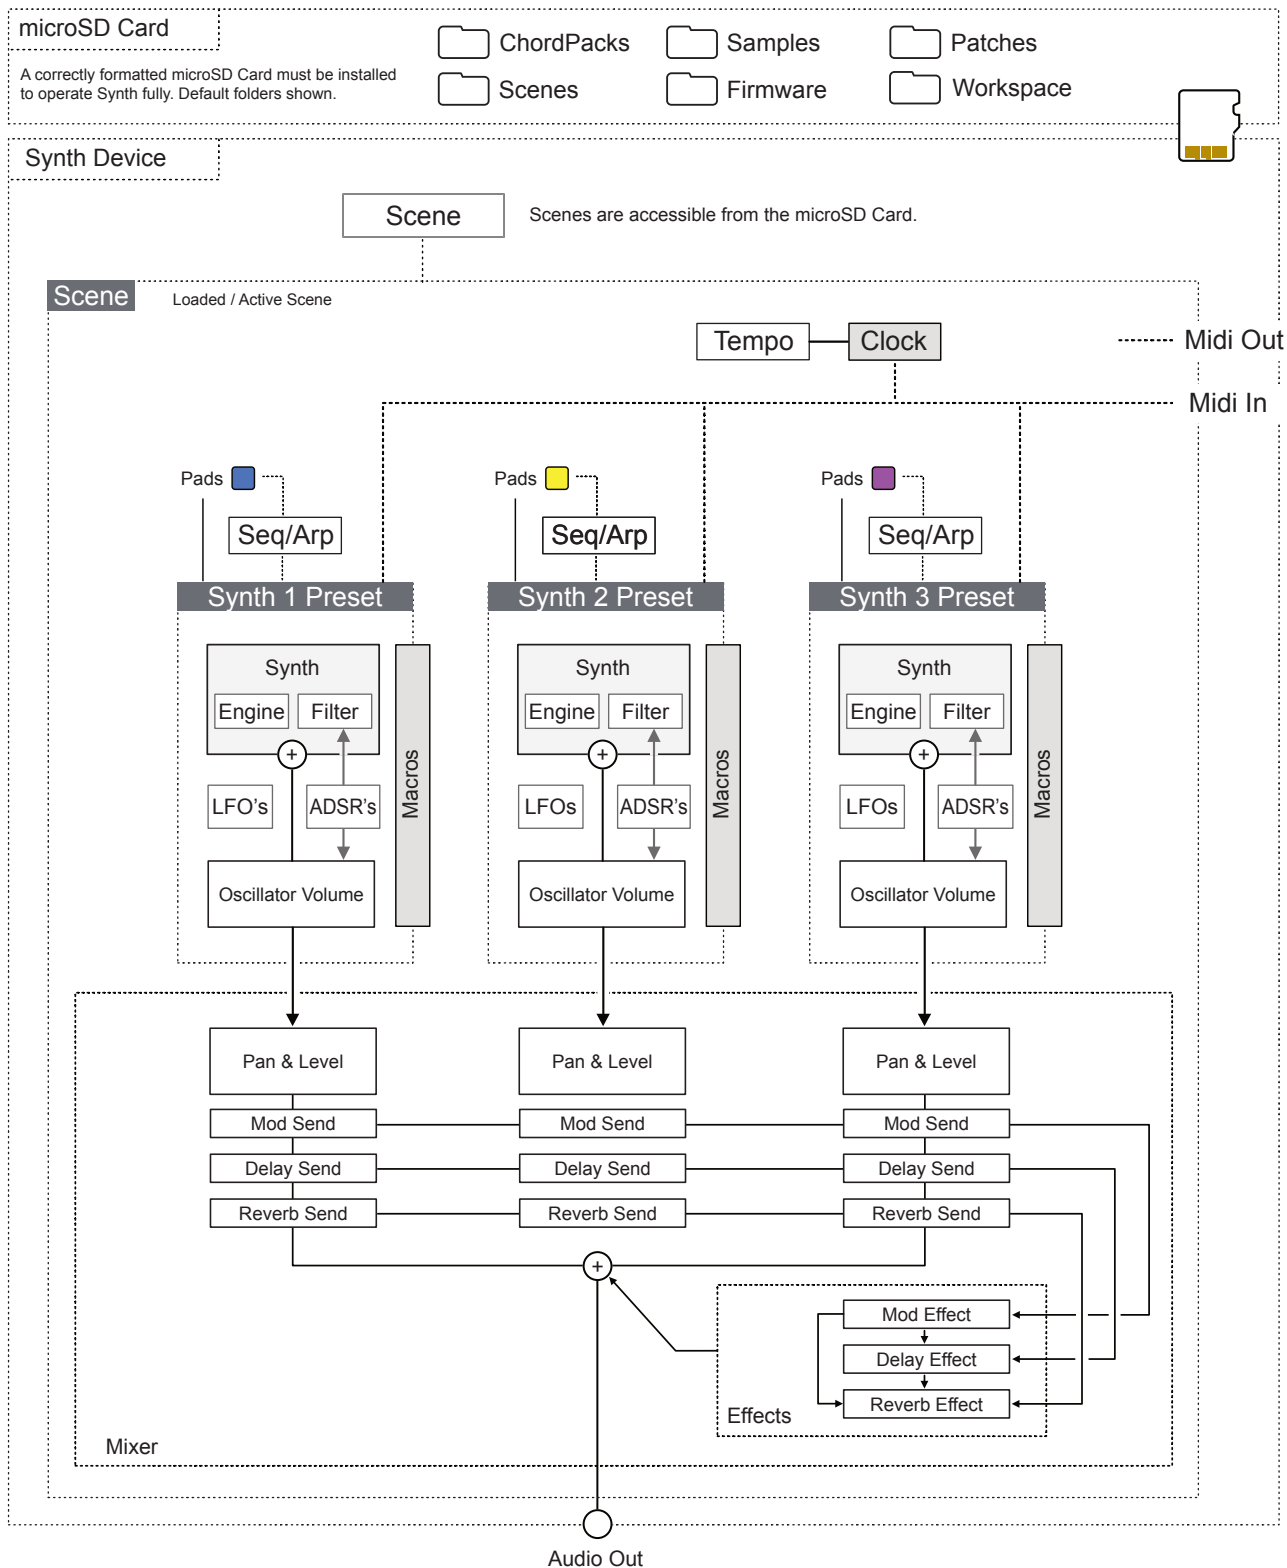 microSD Card
A correctly formatted microSD Card must be installed
to operate Synth fully. Default folders shown.
ChordPacks
Samples
Patches
Scenes
Firmware
Workspace
Synth Device
Scene
Scenes are accessible from the microSD Card.
Scene
Loaded / Active Scene
Tempo
Clock
Midi Out
Midi In
Pads
Pads
Pads
Seq/Arp
Seq/Arp
Seq/Arp
Synth 1 Preset
Synth 2 Preset
Synth 3 Preset
Synth
Engine
Filter
+
LFO's
ADSR's
Macros
Oscillator Volume
Synth
Engine
Filter
+
LFOs
ADSR's
Macros
Oscillator Volume
Synth
Engine
Filter
+
LFOs
ADSR's
Macros
Oscillator Volume
Pan & Level
Pan & Level
Pan & Level
Mod Send
Mod Send
Mod Send
Delay Send
Delay Send
Delay Send
Reverb Send
Reverb Send
Reverb Send
+
Mod Effect
Delay Effect
Reverb Effect
Effects
Mixer
Audio Out